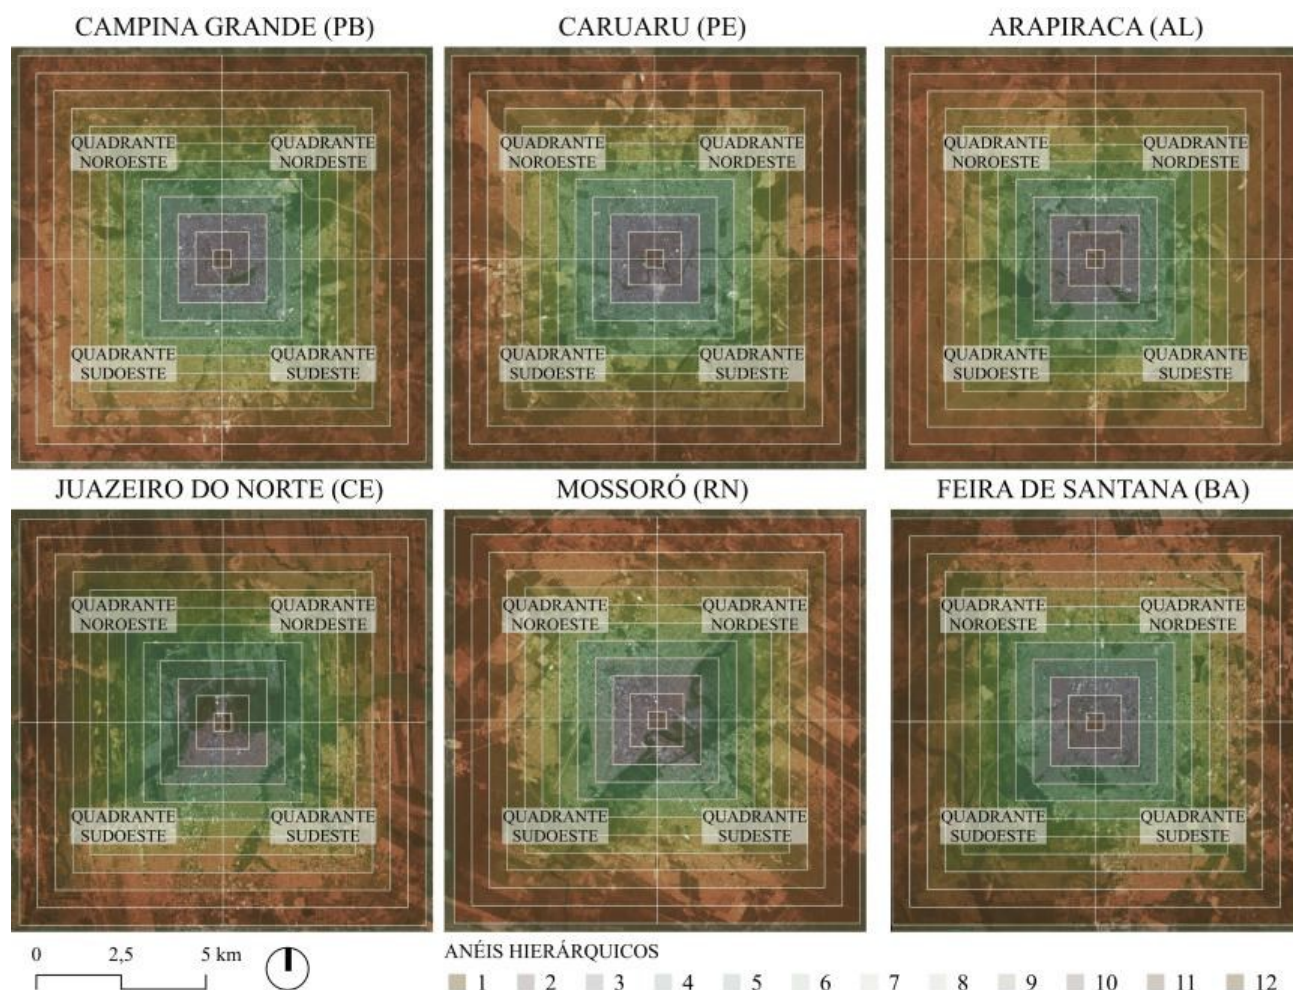 CAMPINA GRANDE (PB)
CARUARU (PE)
ARAPIRACA (AL)
QUADRANTE
NOROESTE
QUADRANTE
NORDESTE
QUADRANTE
NOROESTE
QUADRANTE
NORDESTE
QUADRANTE
NOROESTE
QUADRANTE
NORDESTE
QUADRANTE
SUDOESTE
QUADRANTE
SUDESTE
QUADRANTE
SUDOESTE
QUADRANTE
SUDESTE
QUADRANTE
SUDOESTE
QUADRANTE
SUDESTE
JUAZEIRO DO NORTE (CE)
MOSSORÓ (RN)
FEIRA DE SANTANA (BA)
QUADRANTE
NOROESTE
QUADRANTE
NORDESTE
QUADRANTE
NOROESTE
QUADRANTE
NORDESTE
QUADRANTE
NOROESTE
QUADRANTE
NORDESTE
QUADRANTE
SUDOESTE
QUADRANTE
SUDESTE
QUADRANTE
SUDOESTE
QUADRANTE
SUDESTE
QUADRANTE
SUDOESTE
QUADRANTE
SUDESTE
0 2,5 5 km
ANÉIS HIERÁRQUICOS
1 2 3 4 5 6 7 8 9 10 11 12